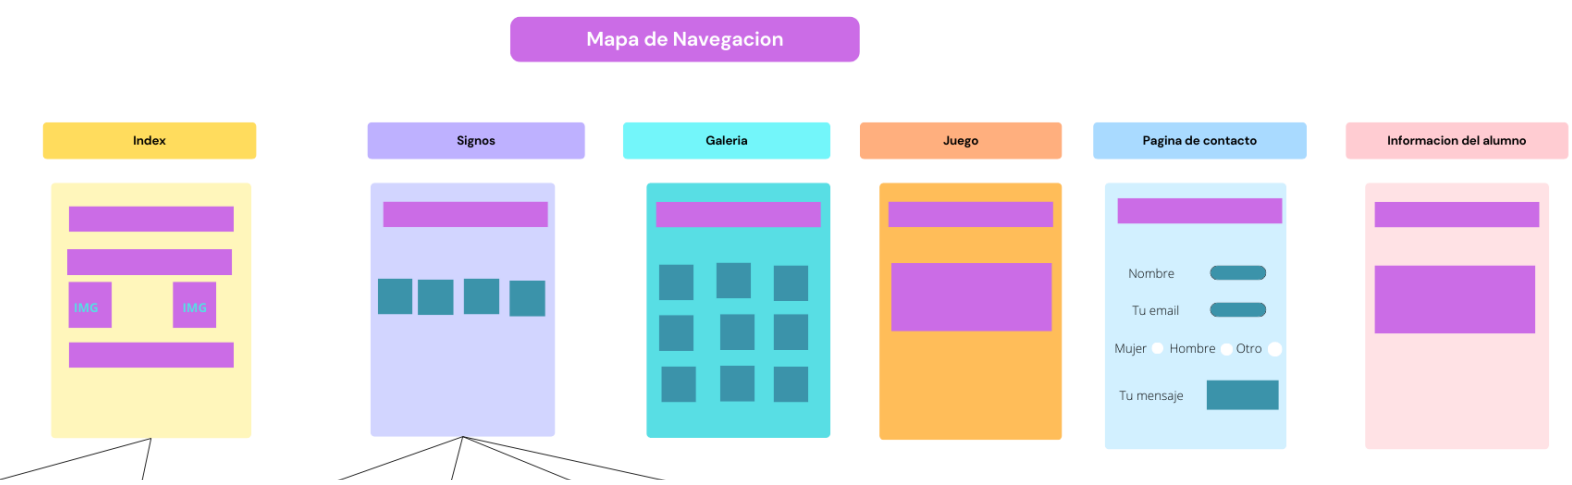 Mapa de Navegacion
Index
Signos
Galeria
Juego
Pagina de contacto
Informacion del alumno
IMG IMG
Nombre
Tu email
Mujer Hombre Otro
Tu mensaje